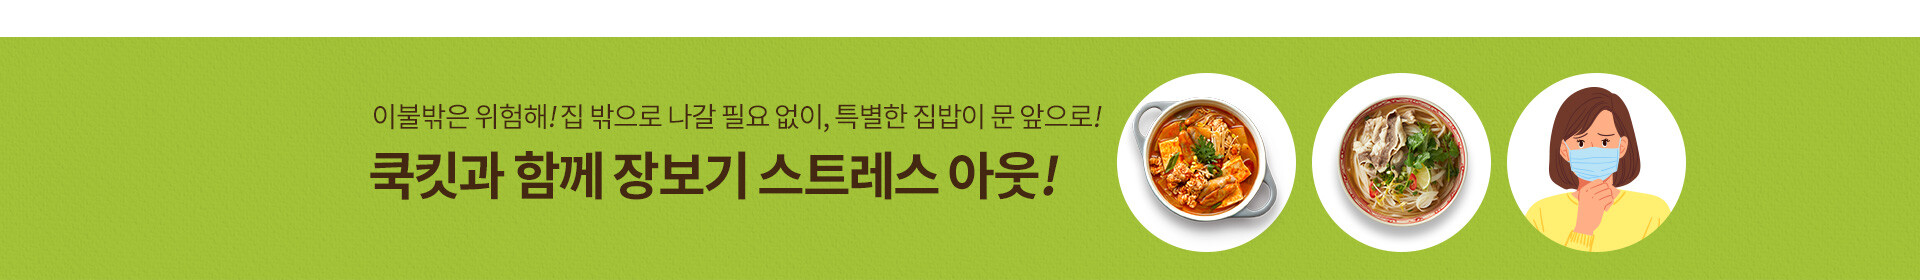 이불밖은 위험해! 집 밖으로 나갈 필요 없이, 특별한 집밥이 문 앞으로!
쿡킷과 함께 장보기 스트레스 아웃!